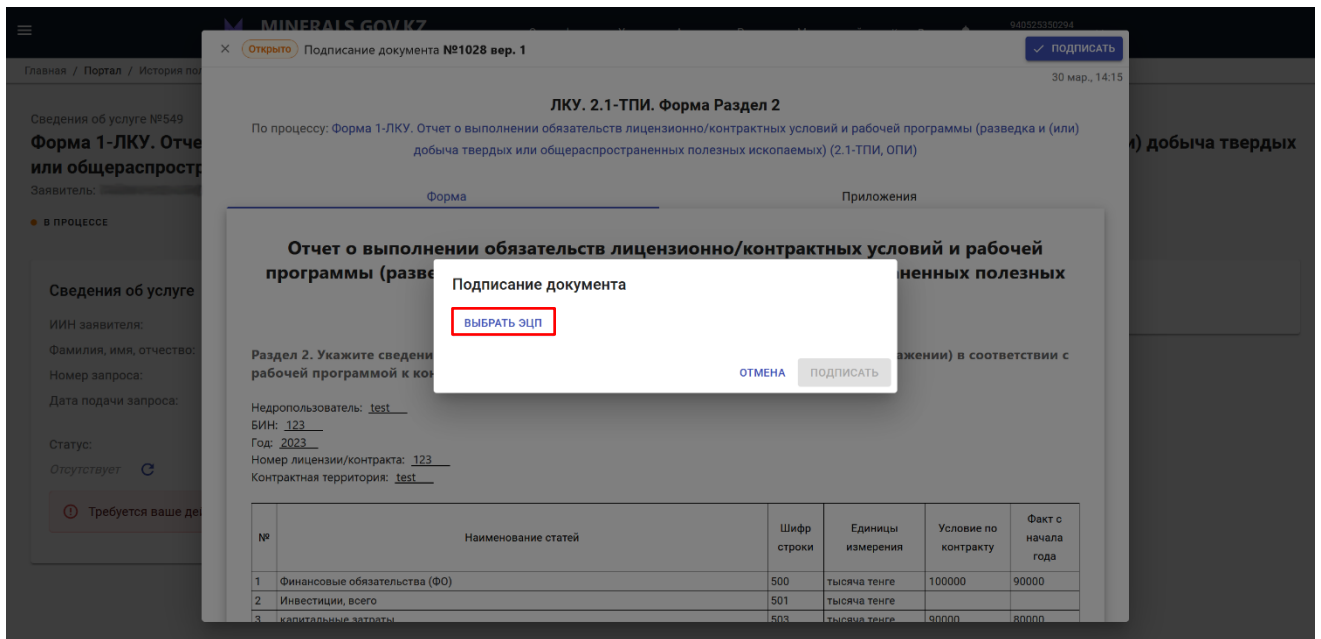 MINERALS.GOV.KZ
940525350294
Открыто Подписание документа №1028 вер. 1
ПОДПИСАТЬ
Главная / Портал / История
30 мар., 14:15
ЛКУ. 2.1-ТПИ. Форма Раздел 2
По процессу: Форма 1-ЛКУ. Отчет о выполнении обязательств лицензионно/контрактных условий и рабочей программы (разведка и (или)
добыча твердых или общераспространенных полезных ископаемых) (2.1-ТПИ, ОПИ)
Сведения об услуге №549
Форма 1-ЛКУ. Отче
и) добыча твердых
или общераспростр
Заявитель:
В ПРОЦЕССЕ
Форма
Приложения
Отчет о выполнении обязательств лицензионно/контрактных условий и рабочей
программы (разве
аненных полезных
Подписание документа
ВЫБРАТЬ ЭЦП
ОТМЕНА
ПОДПИСАТЬ
Сведения об услуге
ИИН заявителя:
Фамилия, имя, отчество:
Номер запроса:
Дата подачи запроса:
Статус:
Отсутствует
Требуется ваше де
Раздел 2. Укажите сведени
ажении) в соответствии с
рабочей программой к кон
Недропользователь: test
БИН: 123
Год: 2023
Номер лицензии/контракта: 123
Контрактная территория: test
№ Наименование статей Шифр строки Единицы измерения Условие по контракту Факт с начала года
1 Финансовые обязательства (ФО) 500 тысяча тенге 100000 90000
2 Инвестиции, всего 501 тысяча тенге
3 капитальные затраты 503 тысяча тенге 90000 80000